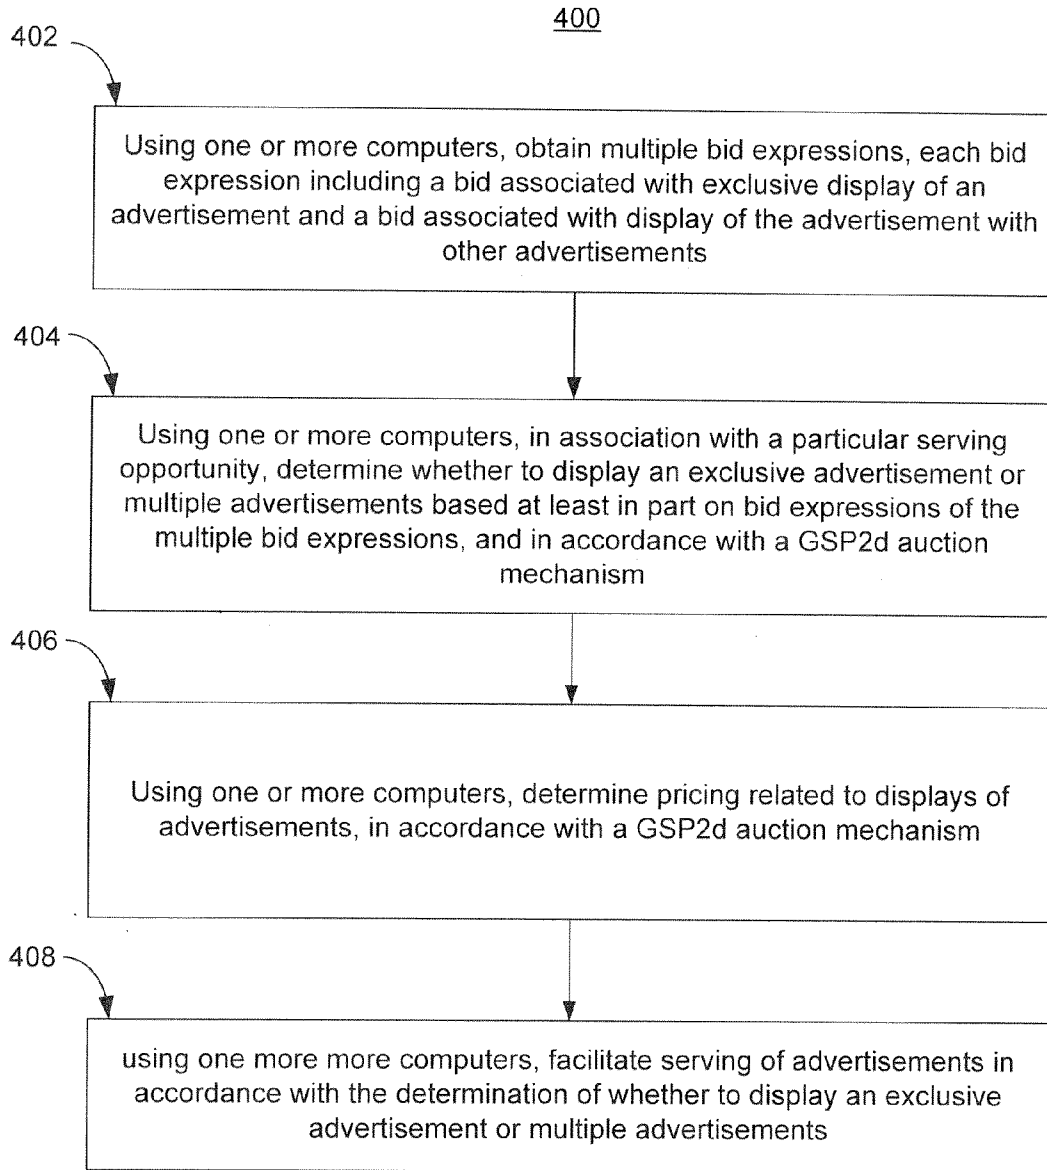 400
402
Using one or more computers, obtain multiple bid expressions, each bid
expression including a bid associated with exclusive display of an
advertisement and a bid associated with display of the advertisement with
other advertisements
404
Using one or more computers, in association with a particular serving
opportunity, determine whether to display an exclusive advertisement or
multiple advertisements based at least in part on bid expressions of the
multiple bid expressions, and in accordance with a GSP2d auction
mechanism
406
Using one or more computers, determine pricing related to displays of
advertisements, in accordance with a GSP2d auction mechanism
408
using one more more computers, facilitate serving of advertisements in
accordance with the determination of whether to display an exclusive
advertisement or multiple advertisements